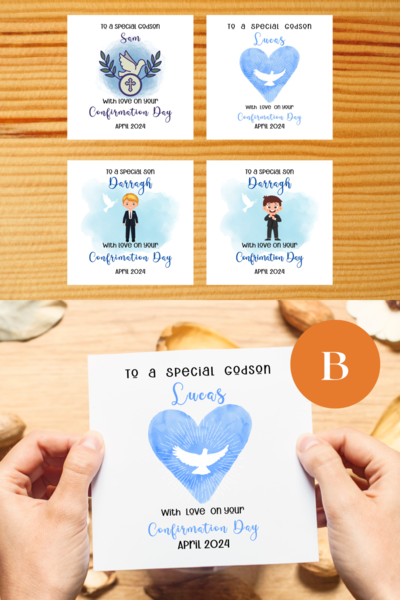 To a special Godson
Sam
With love on your
Confirmation Day
April 2024
To a special Godson
Lucas
With love on your
Confirmation Day
April 2024
To a special Son
Darragh
With love on your
Confrimation Day
April 2024
To a special Son
Darragh
With love on your
Confrimation Day
April 2024
B
To a special Godson
Lucas
With love on your
Confirmation Day
April 2024